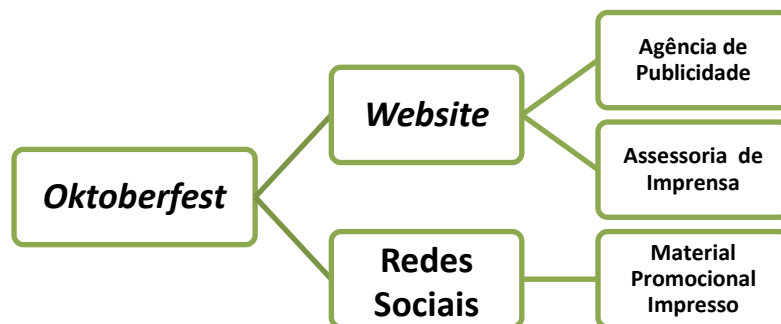 Oktoberfest
Website
Redes
Sociais
Agência de
Publicidade
Assessoria de
Imprensa
Material
Promocional
Impresso